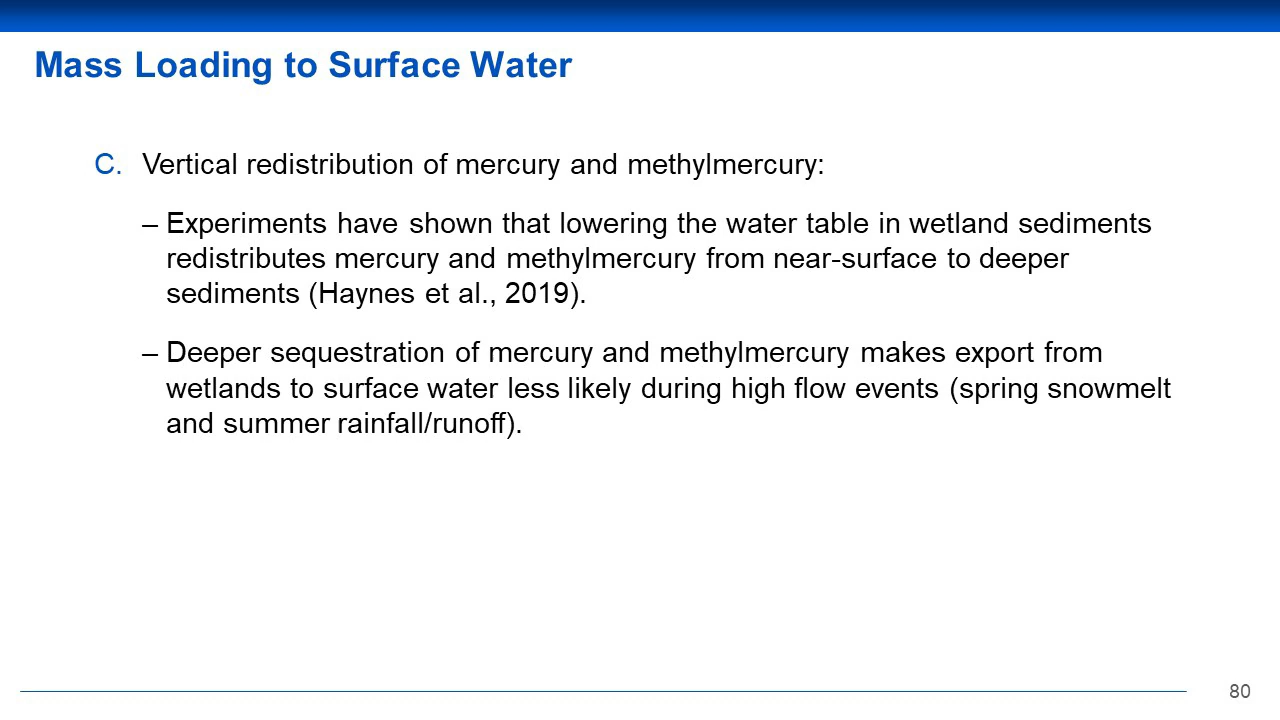 Mass Loading to Surface Water
C. Vertical redistribution of mercury and methylmercury:
– Experiments have shown that lowering the water table in wetland sediments
redistributes mercury and methylmercury from near-surface to deeper
sediments (Haynes et al., 2019).
– Deeper sequestration of mercury and methylmercury makes export from
wetlands to surface water less likely during high flow events (spring snowmelt
and summer rainfall/runoff).
80